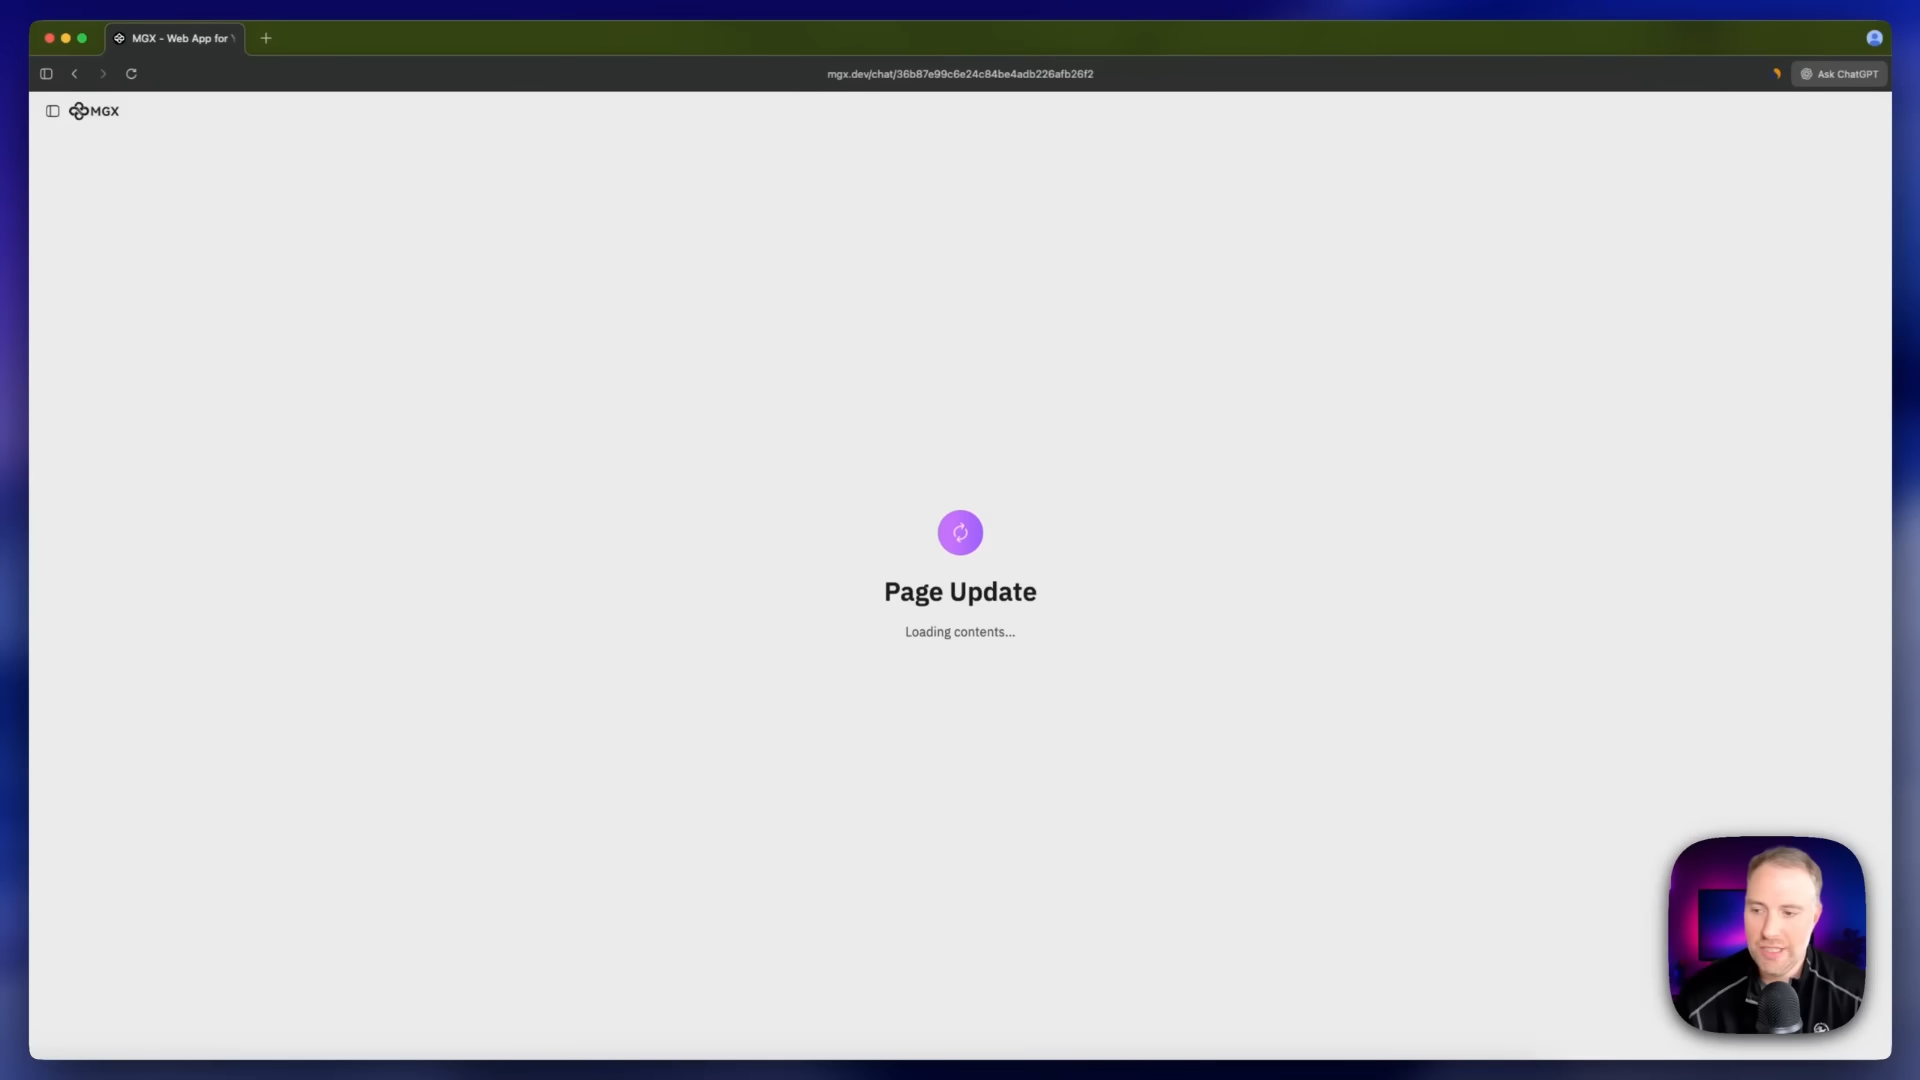 MGX - Web App for
mgx.dev/chat/36b87e99c6e24c84be4adb226afb26f2
Ask ChatGPT
MGX
Page Update
Loading contents...